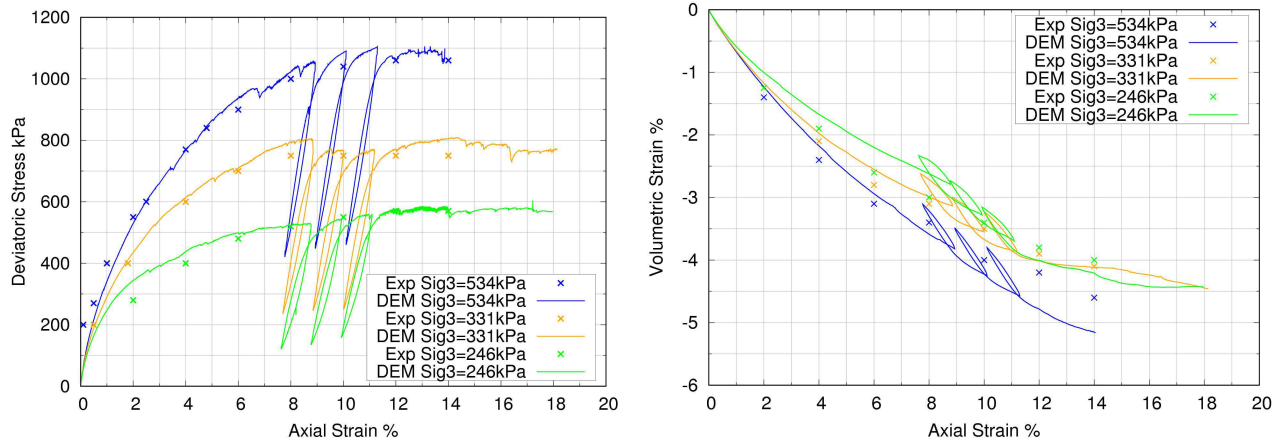 1200
1000
800
600
400
200
0
Deviatoric Stress kPa
Exp Sig3=534kPa
DEM Sig3=534kPa
Exp Sig3=331kPa
DEM Sig3=331kPa
Exp Sig3=246kPa
DEM Sig3=246kPa
0 2 4 6 8 10 12 14 16 18 20
Axial Strain %
0
-1
-2
-3
-4
-5
-6
Volumetric Strain %
Exp Sig3=534kPa
DEM Sig3=534kPa
Exp Sig3=331kPa
DEM Sig3=331kPa
Exp Sig3=246kPa
DEM Sig3=246kPa
0 2 4 6 8 10 12 14 16 18 20
Axial Strain %